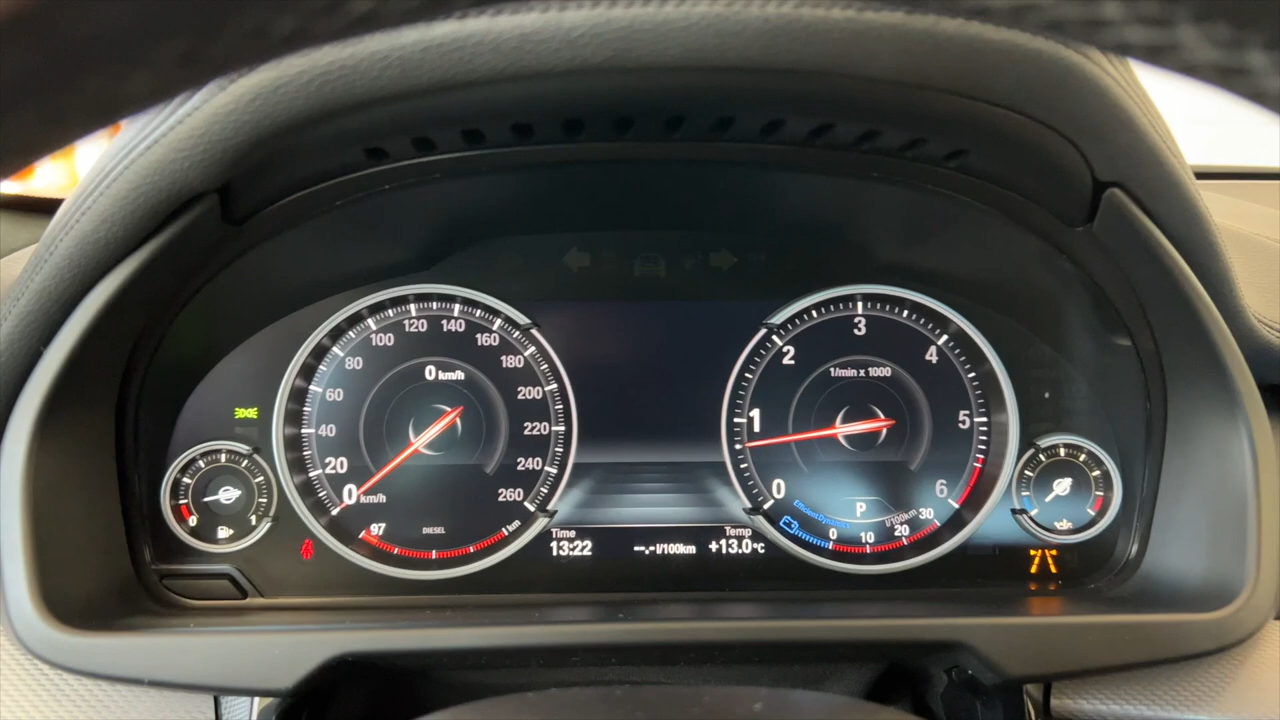 0 km/h
0
km/h
20
40
60
80
100
120
140
160
180
200
220
240
260
97
DIESEL
km
0
1
Time
13:22
--.- l/100km
Temp
+13.0°C
1/min x 1000
0
1
2
3
4
5
6
P
EfficientDynamics
l/100km
0
10
20
30